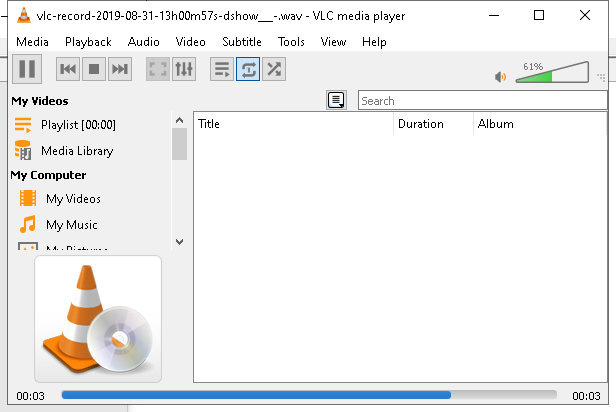 vlc-record-2019-08-31-13h00m57s-dshow__-.wav - VLC media player
Media Playback Audio Video Subtitle Tools View Help
61%
My Videos
Search
Playlist [00:00]
Title Duration Album
Media Library
My Computer
My Videos
My Music
My Pictures
00:03 00:03